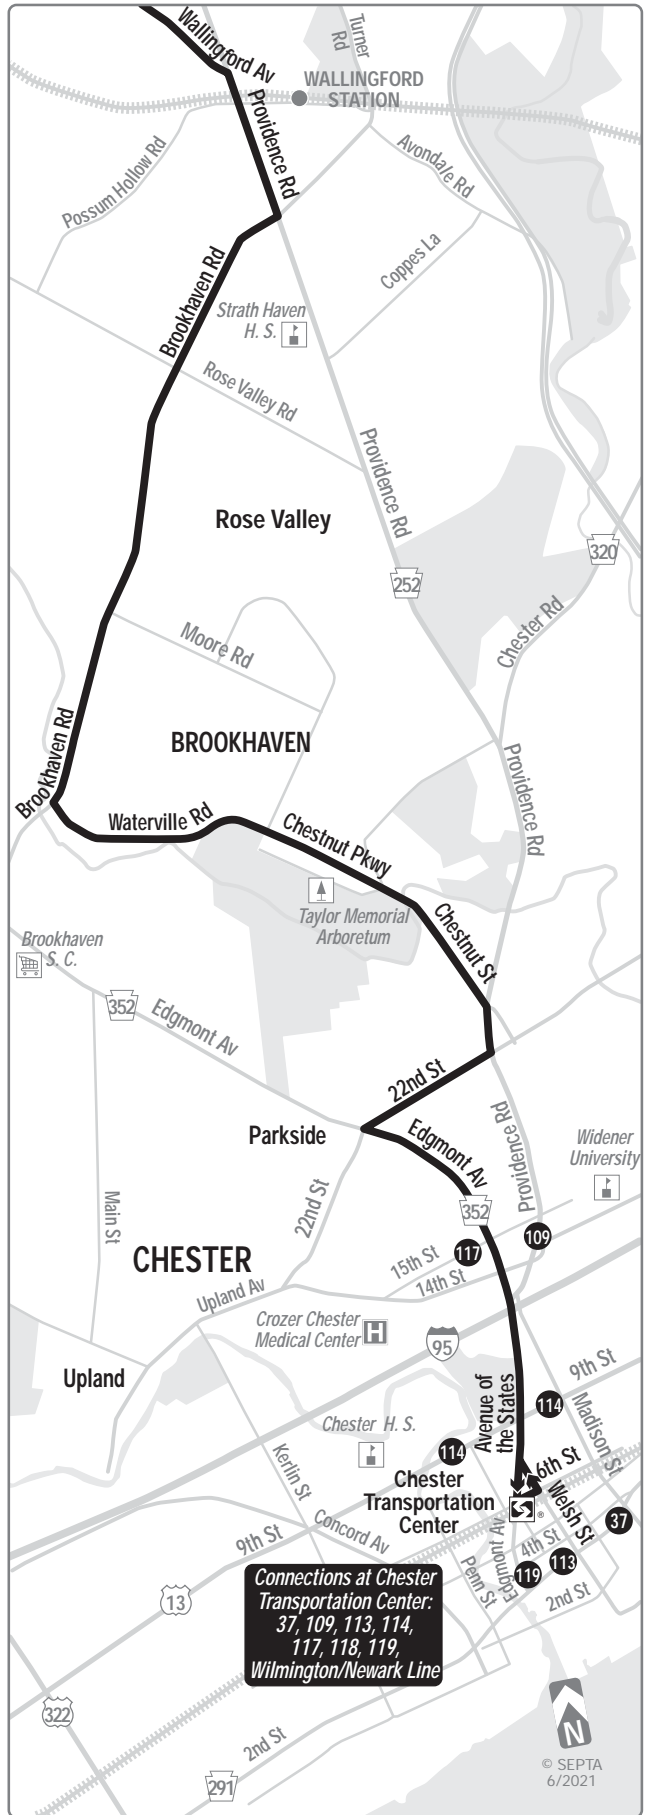 Wallingford Av
Turner
Rd
WALLINGFORD
STATION
Providence Rd
Possum Hollow Rd
Avondale Rd
Coppes La
Brookhaven Rd
Strath Haven
H. S.
Rose Valley Rd
Providence Rd
Rose Valley
320
252
Chester Rd
Moore Rd
BROOKHAVEN
Brookhaven Rd
Providence Rd
Waterville Rd
Chestnut Pkwy
Taylor Memorial
Arboretum
Chestnut St
Brookhaven
S. C.
352
Edgmont Av
22nd St
Parkside
Edgmont Av
Providence Rd
Widener
University
Main St
22nd St
352
109
117
CHESTER
15th St
14th St
Upland Av
Crozer Chester
Medical Center
H
95
Upland
9th St
Avenue of
the States
Madison St
114
Chester H. S.
114
Kerlin St
6th St
Chester
Transportation
Center
®
Welsh St
37
9th St
Concord Av
Edgmont Av
4th St
113
119
Penn St
2nd St
Connections at Chester
Transportation Center:
37, 109, 113, 114,
117, 118, 119,
Wilmington/Newark Line
13
322
2nd St
291
N
© SEPTA
6/2021